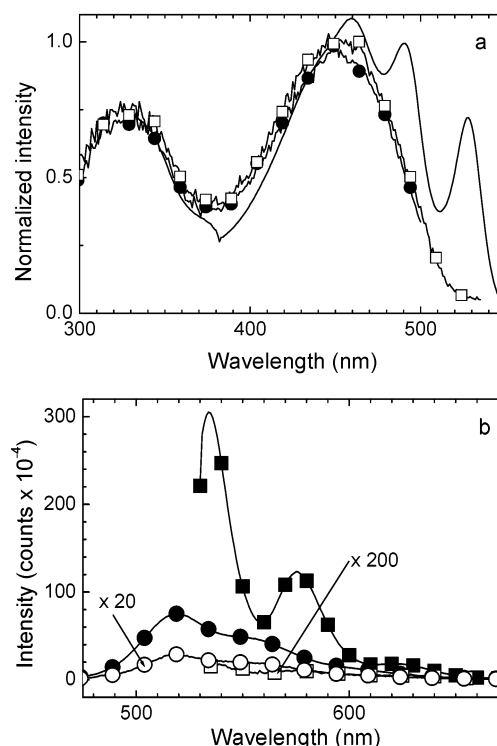 a
1.0
0.5
0.0
Normalized intensity
300
400
500
Wavelength (nm)
b
300
200
100
0
Intensity (counts x 10⁻⁴)
x 200
x 20
500
600
Wavelength (nm)